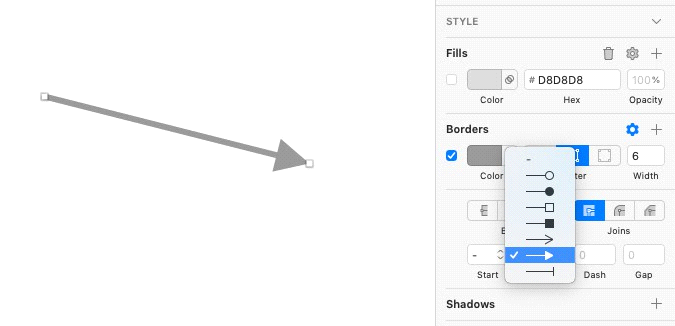 STYLE
Fills
# D8D8D8 100%
Color Hex Opacity
Borders
6
Color ter Width
-
E Joins
- 0 0
Start Dash Gap
Shadows